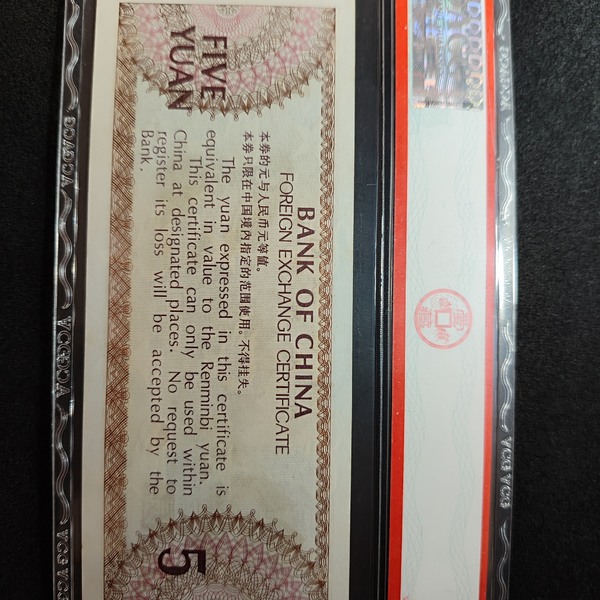 BANK OF CHINA
FOREIGN EXCHANGE CERTIFICATE
FIVE
YUAN
本券的元与人民币元等值。
本券只限在中国境内指定的范围使用。不得挂失。
The yuan expressed in this certificate is
equivalent in value to the Renminbi yuan.
This certificate can only be used within
China at designated places. No request to
register its loss will be accepted by the
Bank.
5